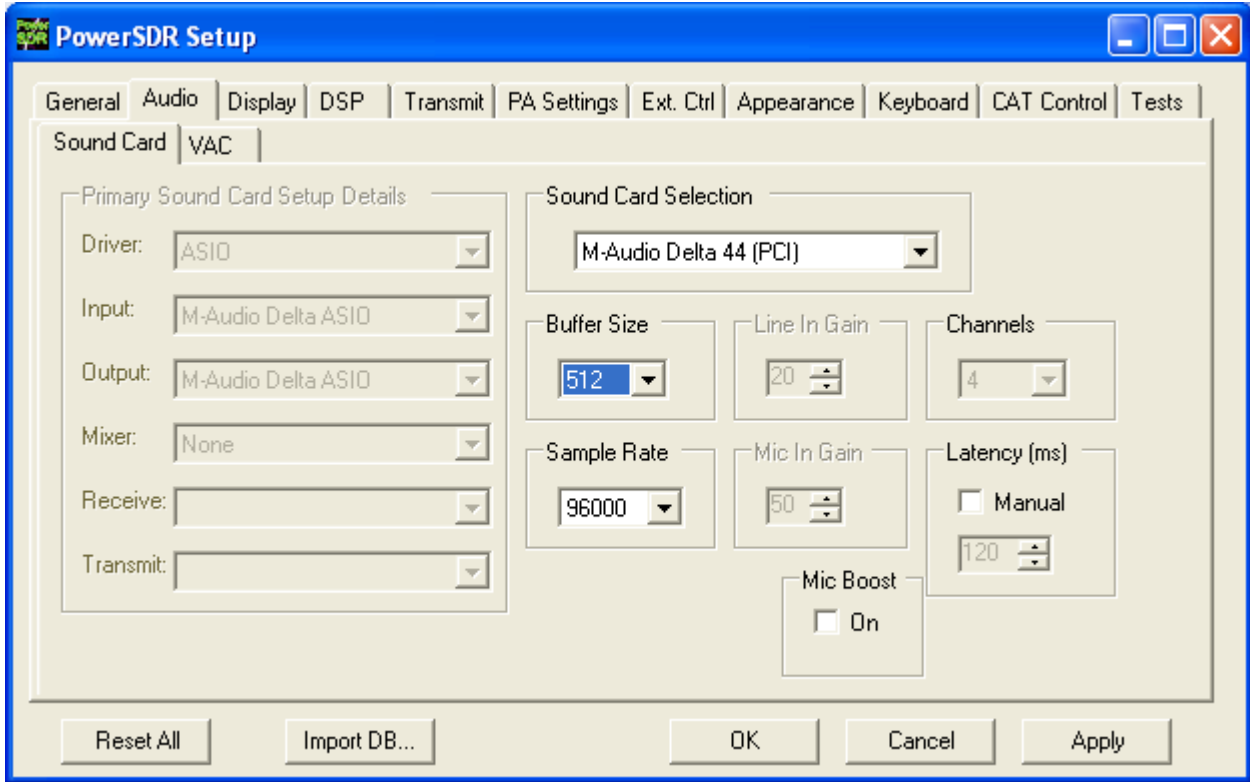 PowerSDR Setup
General Audio Display DSP Transmit PA Settings Ext. Ctrl Appearance Keyboard CAT Control Tests
Sound Card VAC
Primary Sound Card Setup Details
Driver: ASIO
Input: M-Audio Delta ASIO
Output: M-Audio Delta ASIO
Mixer: None
Receive:
Transmit:
Sound Card Selection
M-Audio Delta 44 (PCI)
Buffer Size
512
Line In Gain
20
Channels
4
Sample Rate
96000
Mic In Gain
50
Latency (ms)
Manual
120
Mic Boost
On
Reset All Import DB... OK Cancel Apply